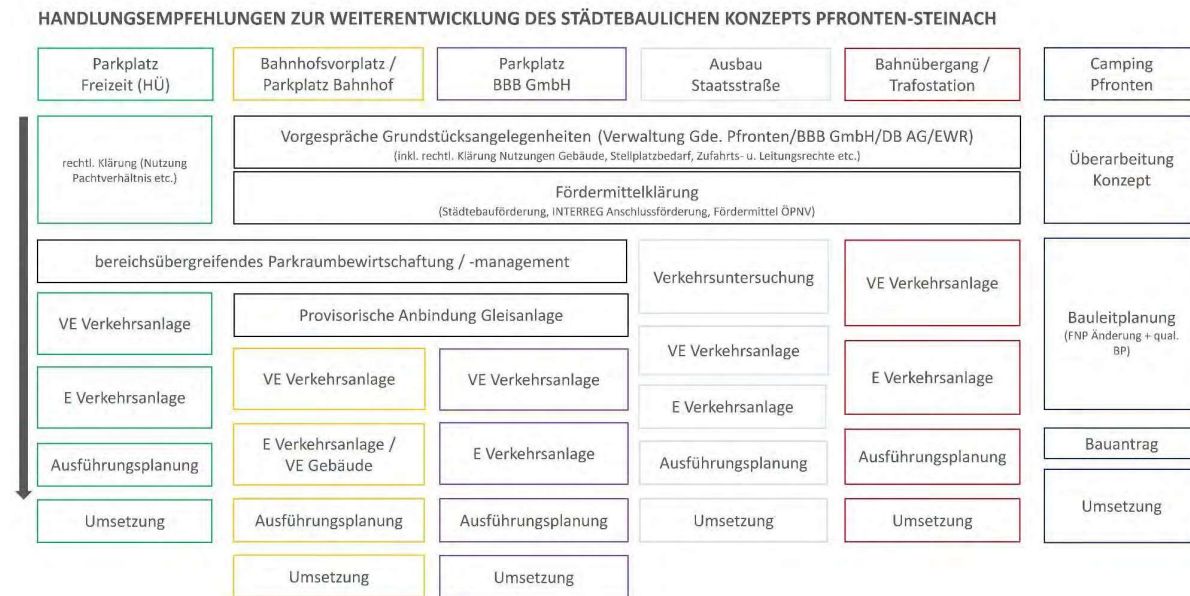 HANDLUNGSEMPFEHLUNGEN ZUR WEITERENTWICKLUNG DES STÄDTEBAULICHEN KONZEPTS PFRONTEN-STEINACH
Parkplatz
Freizeit (HÜ)
Bahnhofsvorplatz /
Parkplatz Bahnhof
Parkplatz
BBB GmbH
Ausbau
Staatsstraße
Bahnübergang /
Trafostation
Camping
Pfronten
rechtl. Klärung (Nutzung
Pachtverhältnis etc.)
Vorgespräche Grundstücksangelegenheiten (Verwaltung Gde. Pfronten/BBB GmbH/DB AG/EWR)
(inkl. rechtl. Klärung Nutzungen Gebäude, Stellplatzbedarf, Zufahrts- u. Leitungsrechte etc.)
Fördermittelklärung
(Städtebauförderung, INTERREG Anschlussförderung, Fördermittel ÖPNV)
Überarbeitung
Konzept
bereichsübergreifendes Parkraumbewirtschaftung / -management
Verkehrsuntersuchung
VE Verkehrsanlage
Bauleitplanung
(FNP Änderung + qual.
BP)
VE Verkehrsanlage
Provisorische Anbindung Gleisanlage
VE Verkehrsanlage
VE Verkehrsanlage
VE Verkehrsanlage
E Verkehrsanlage
E Verkehrsanlage
E Verkehrsanlage
E Verkehrsanlage /
VE Gebäude
E Verkehrsanlage
Bauantrag
Ausführungsplanung
Ausführungsplanung
Ausführungsplanung
Umsetzung
Umsetzung
Ausführungsplanung
Ausführungsplanung
Umsetzung
Umsetzung
Umsetzung
Umsetzung